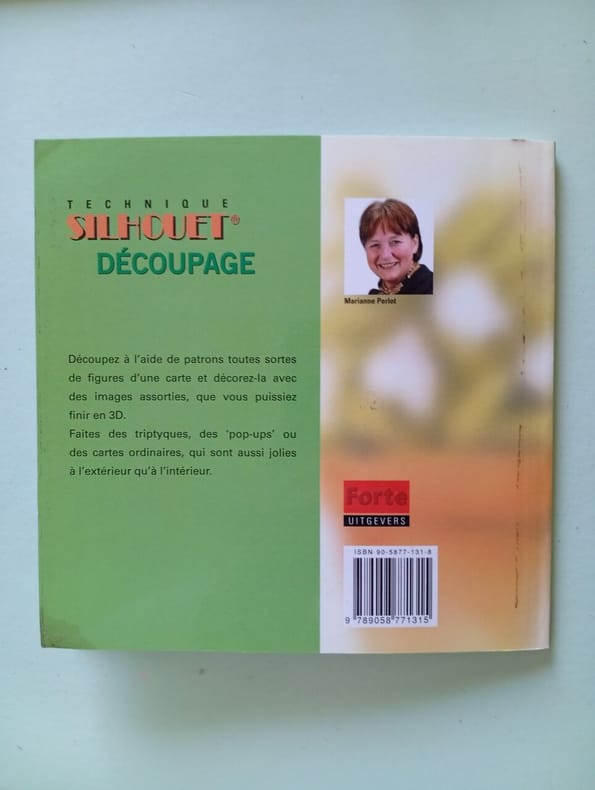 TECHNIQUE
SILHOUET®
DÉCOUPAGE
Découpez à l'aide de patrons toutes sortes
de figures d'une carte et décorez-la avec
des images assorties, que vous puissiez
finir en 3D.
Faites des triptyques, des 'pop-ups' ou
des cartes ordinaires, qui sont aussi jolies
à l'extérieur qu'à l'intérieur.
Marianne Perlot
Forte
UITGEVERS
ISBN 90-5877-131-8
9 789058 771315